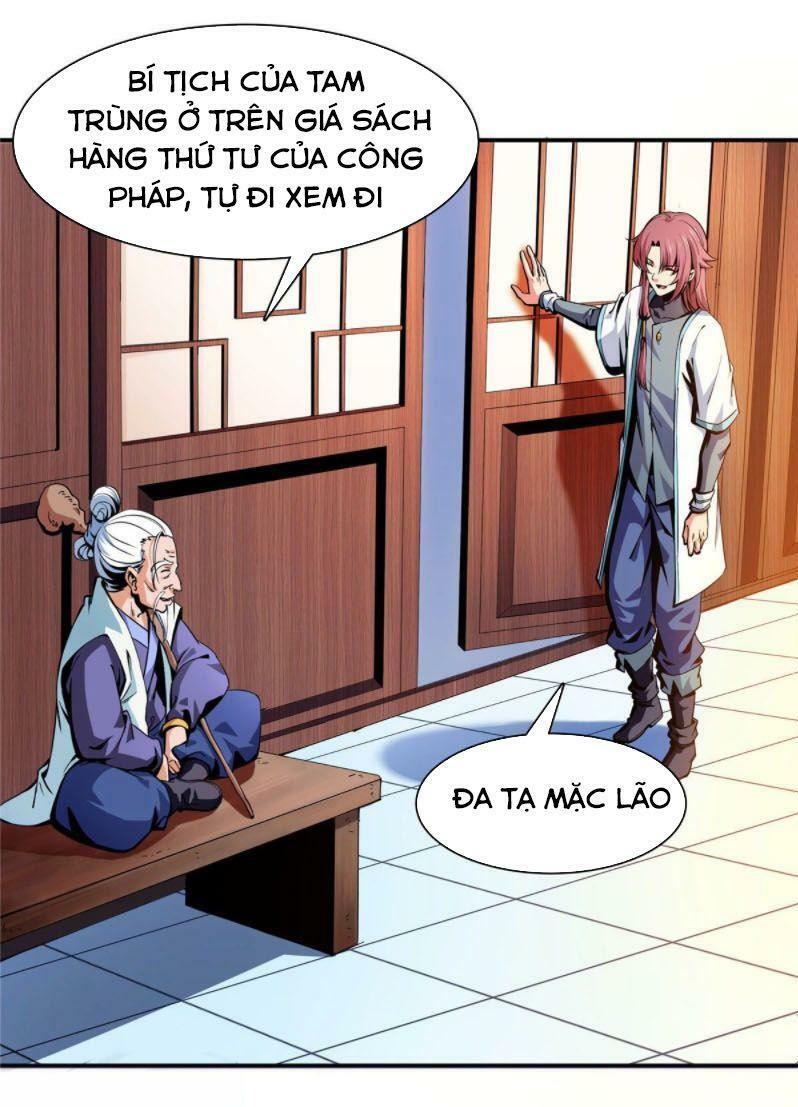 BÍ TỊCH CỦA TAM
TRÙNG Ở TRÊN GIÁ SÁCH
HÀNG THỨ TƯ CỦA CÔNG
PHÁP, TỰ ĐI XEM ĐI
ĐA TẠ MẶC LÃO